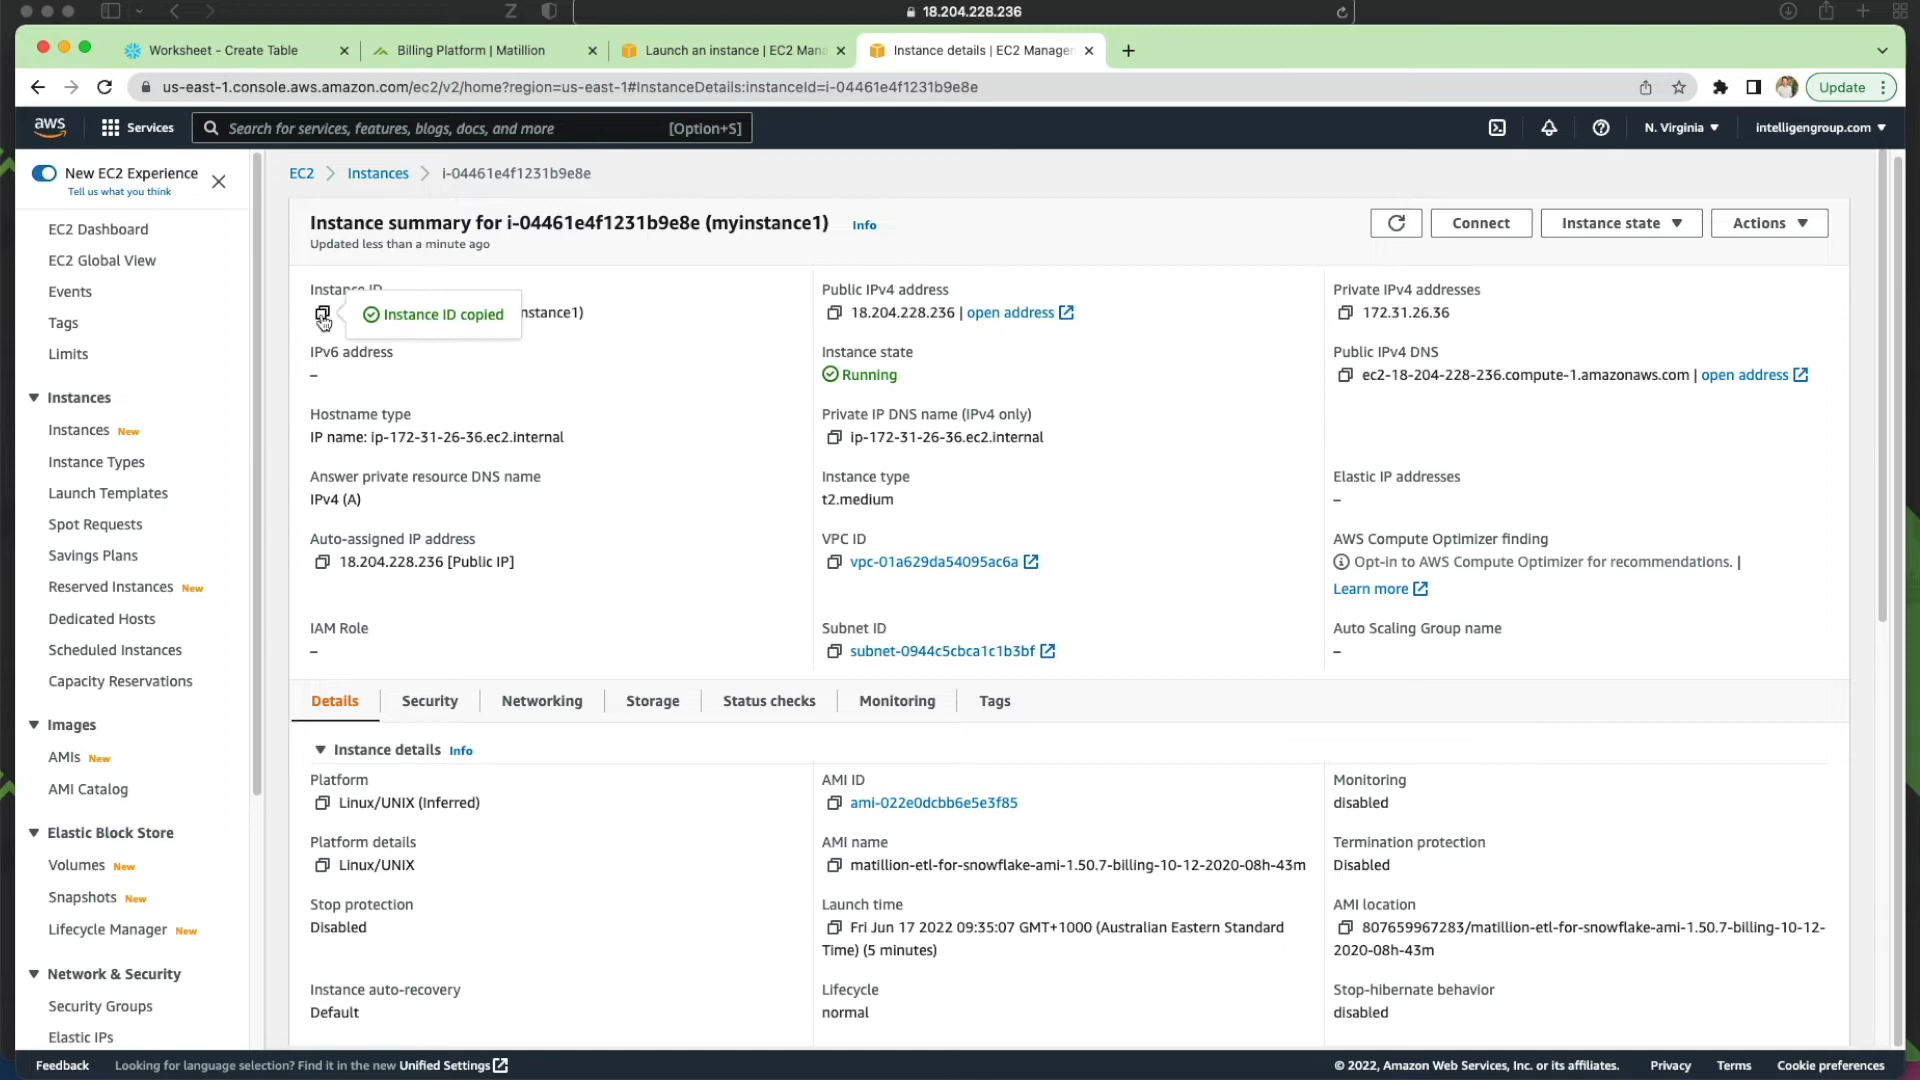 18.204.228.236
Worksheet - Create Table
Billing Platform | Matillion
Launch an instance | EC2 Mana
Instance details | EC2 Manage
us-east-1.console.aws.amazon.com/ec2/v2/home?region=us-east-1#InstanceDetails:instanceId=i-04461e4f1231b9e8e
Update
aws
Services
Search for services, features, blogs, docs, and more
[Option+S]
N. Virginia
intelligengroup.com
New EC2 Experience
Tell us what you think
EC2 Dashboard
EC2 Global View
Events
Tags
Limits
Instances
Instances New
Instance Types
Launch Templates
Spot Requests
Savings Plans
Reserved Instances New
Dedicated Hosts
Scheduled Instances
Capacity Reservations
Images
AMIs New
AMI Catalog
Elastic Block Store
Volumes New
Snapshots New
Lifecycle Manager New
Network & Security
Security Groups
Elastic IPs
EC2 > Instances > i-04461e4f1231b9e8e
Instance summary for i-04461e4f1231b9e8e (myinstance1) Info
Updated less than a minute ago
Connect
Instance state
Actions
Instance ID
Instance ID copied
nstance1)
Public IPv4 address
18.204.228.236 | open address
Private IPv4 addresses
172.31.26.36
IPv6 address
–
Instance state
Running
Public IPv4 DNS
ec2-18-204-228-236.compute-1.amazonaws.com | open address
Hostname type
IP name: ip-172-31-26-36.ec2.internal
Private IP DNS name (IPv4 only)
ip-172-31-26-36.ec2.internal
Answer private resource DNS name
IPv4 (A)
Instance type
t2.medium
Elastic IP addresses
–
Auto-assigned IP address
18.204.228.236 [Public IP]
VPC ID
vpc-01a629da54095ac6a
AWS Compute Optimizer finding
Opt-in to AWS Compute Optimizer for recommendations. |
Learn more
IAM Role
–
Subnet ID
subnet-0944c5cbca1c1b3bf
Auto Scaling Group name
–
Details
Security
Networking
Storage
Status checks
Monitoring
Tags
Instance details Info
Platform
Linux/UNIX (Inferred)
AMI ID
ami-022e0dcbb6e5e3f85
Monitoring
disabled
Platform details
Linux/UNIX
AMI name
matillion-etl-for-snowflake-ami-1.50.7-billing-10-12-2020-08h-43m
Termination protection
Disabled
Stop protection
Disabled
Launch time
Fri Jun 17 2022 09:35:07 GMT+1000 (Australian Eastern Standard
Time) (5 minutes)
AMI location
807659967283/matillion-etl-for-snowflake-ami-1.50.7-billing-10-12-
2020-08h-43m
Instance auto-recovery
Default
Lifecycle
normal
Stop-hibernate behavior
disabled
Feedback
Looking for language selection? Find it in the new Unified Settings
© 2022, Amazon Web Services, Inc. or its affiliates.
Privacy
Terms
Cookie preferences